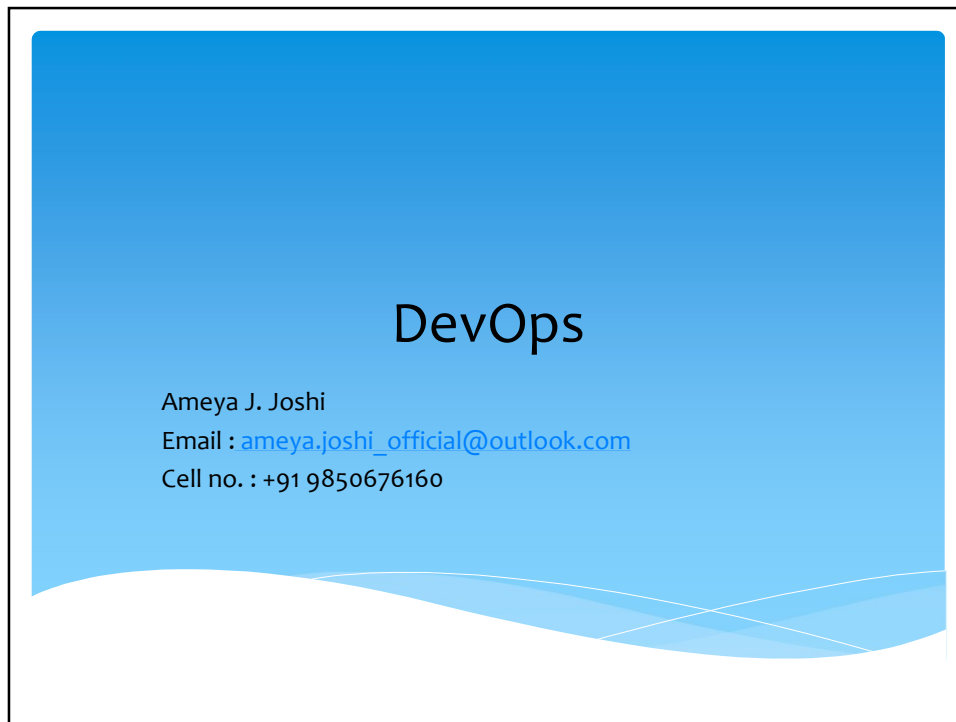 DevOps
Ameya J. Joshi
Email : ameya.joshi_official@outlook.com
Cell no. : +91 9850676160